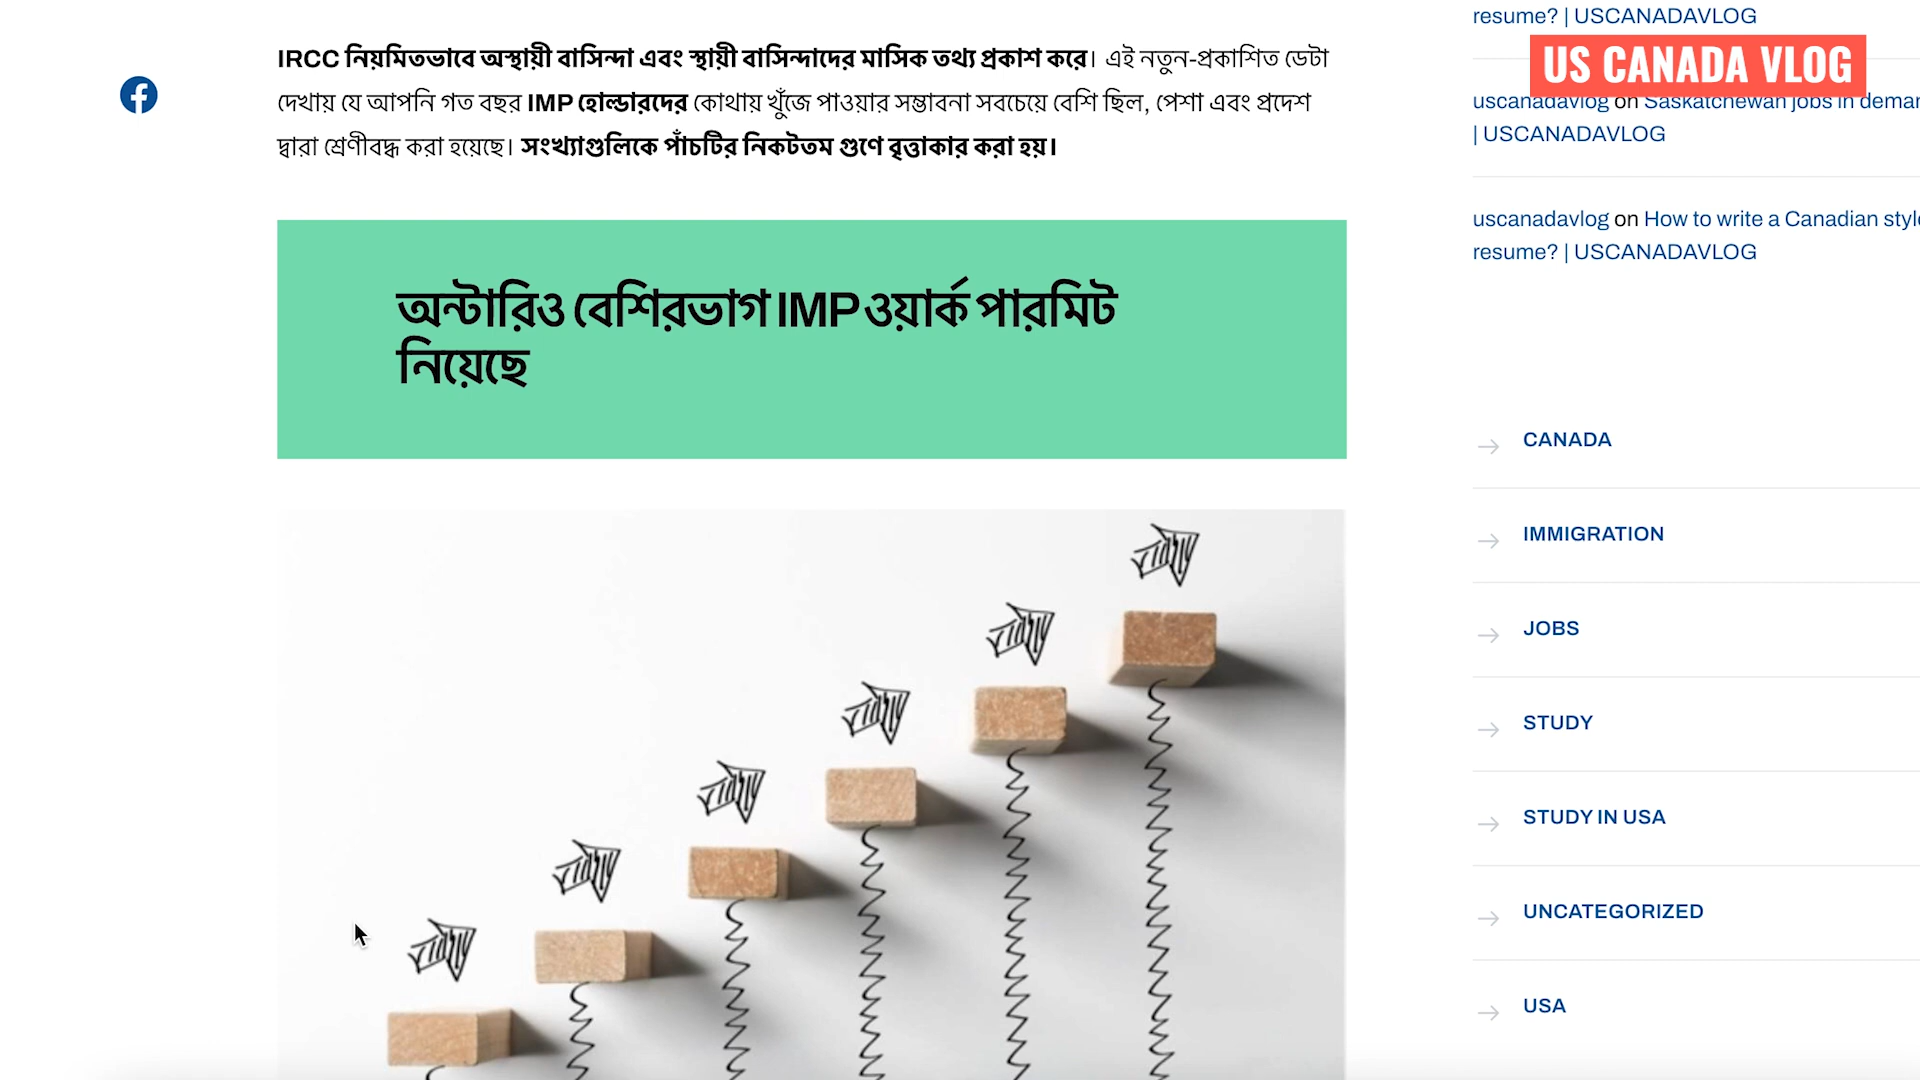 IRCC নিয়মিতভাবে অস্থায়ী বাসিন্দা এবং স্থায়ী বাসিন্দাদের মাসিক তথ্য প্রকাশ করে। এই নতুন-প্রকাশিত ডেটা
দেখায় যে আপনি গত বছর IMP হোল্ডারদের কোথায় খুঁজে পাওয়ার সম্ভাবনা সবচেয়ে বেশি ছিল, পেশা এবং প্রদেশ
দ্বারা শ্রেণীবদ্ধ করা হয়েছে। সংখ্যাগুলিকে পাঁচটির নিকটতম গুণে বৃত্তাকার করা হয়।
অন্টারিও বেশিরভাগ IMP ওয়ার্ক পারমিট
নিয়েছে
resume? | USCANADAVLOG
US CANADA VLOG
uscanadavlog on Saskatchewan jobs in deman
| USCANADAVLOG
uscanadavlog on How to write a Canadian style
resume? | USCANADAVLOG
CANADA
IMMIGRATION
JOBS
STUDY
STUDY IN USA
UNCATEGORIZED
USA